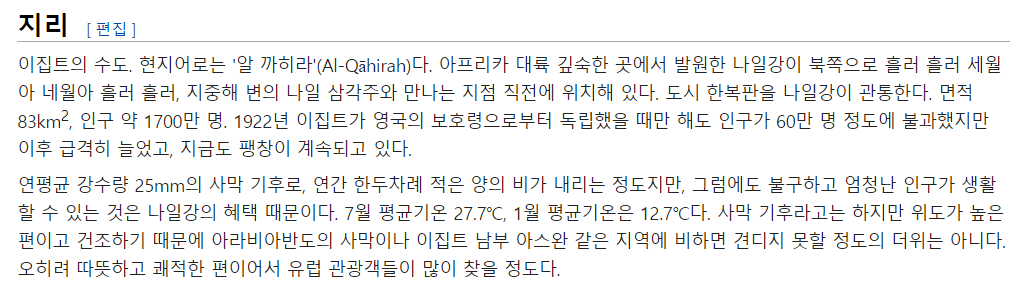 지리 [ 편집 ]
이집트의 수도. 현지어로는 '알 까히라'(Al-Qāhirah)다. 아프리카 대륙 깊숙한 곳에서 발원한 나일강이 북쪽으로 흘러 흘러 세월
아 네월아 흘러 흘러, 지중해 변의 나일 삼각주와 만나는 지점 직전에 위치해 있다. 도시 한복판을 나일강이 관통한다. 면적
83km², 인구 약 1700만 명. 1922년 이집트가 영국의 보호령으로부터 독립했을 때만 해도 인구가 60만 명 정도에 불과했지만
이후 급격히 늘었고, 지금도 팽창이 계속되고 있다.
연평균 강수량 25mm의 사막 기후로, 연간 한두차례 적은 양의 비가 내리는 정도지만, 그럼에도 불구하고 엄청난 인구가 생활
할 수 있는 것은 나일강의 혜택 때문이다. 7월 평균기온 27.7℃, 1월 평균기온은 12.7℃다. 사막 기후라고는 하지만 위도가 높은
편이고 건조하기 때문에 아라비아반도의 사막이나 이집트 남부 아스완 같은 지역에 비하면 견디지 못할 정도의 더위는 아니다.
오히려 따뜻하고 쾌적한 편이어서 유럽 관광객들이 많이 찾을 정도다.